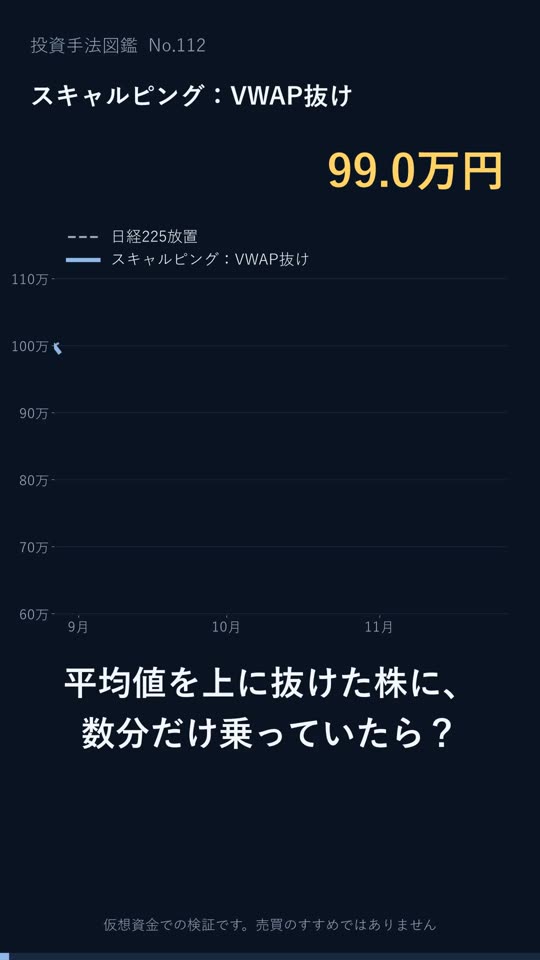 投資手法図鑑 No.112
スキャルピング：VWAP抜け
99.0万円
日経225放置
スキャルピング：VWAP抜け
110万
100万
90万
80万
70万
60万
9月
10月
11月
平均値を上に抜けた株に、
数分だけ乗っていたら？
仮想資金での検証です。売買のすすめではありません